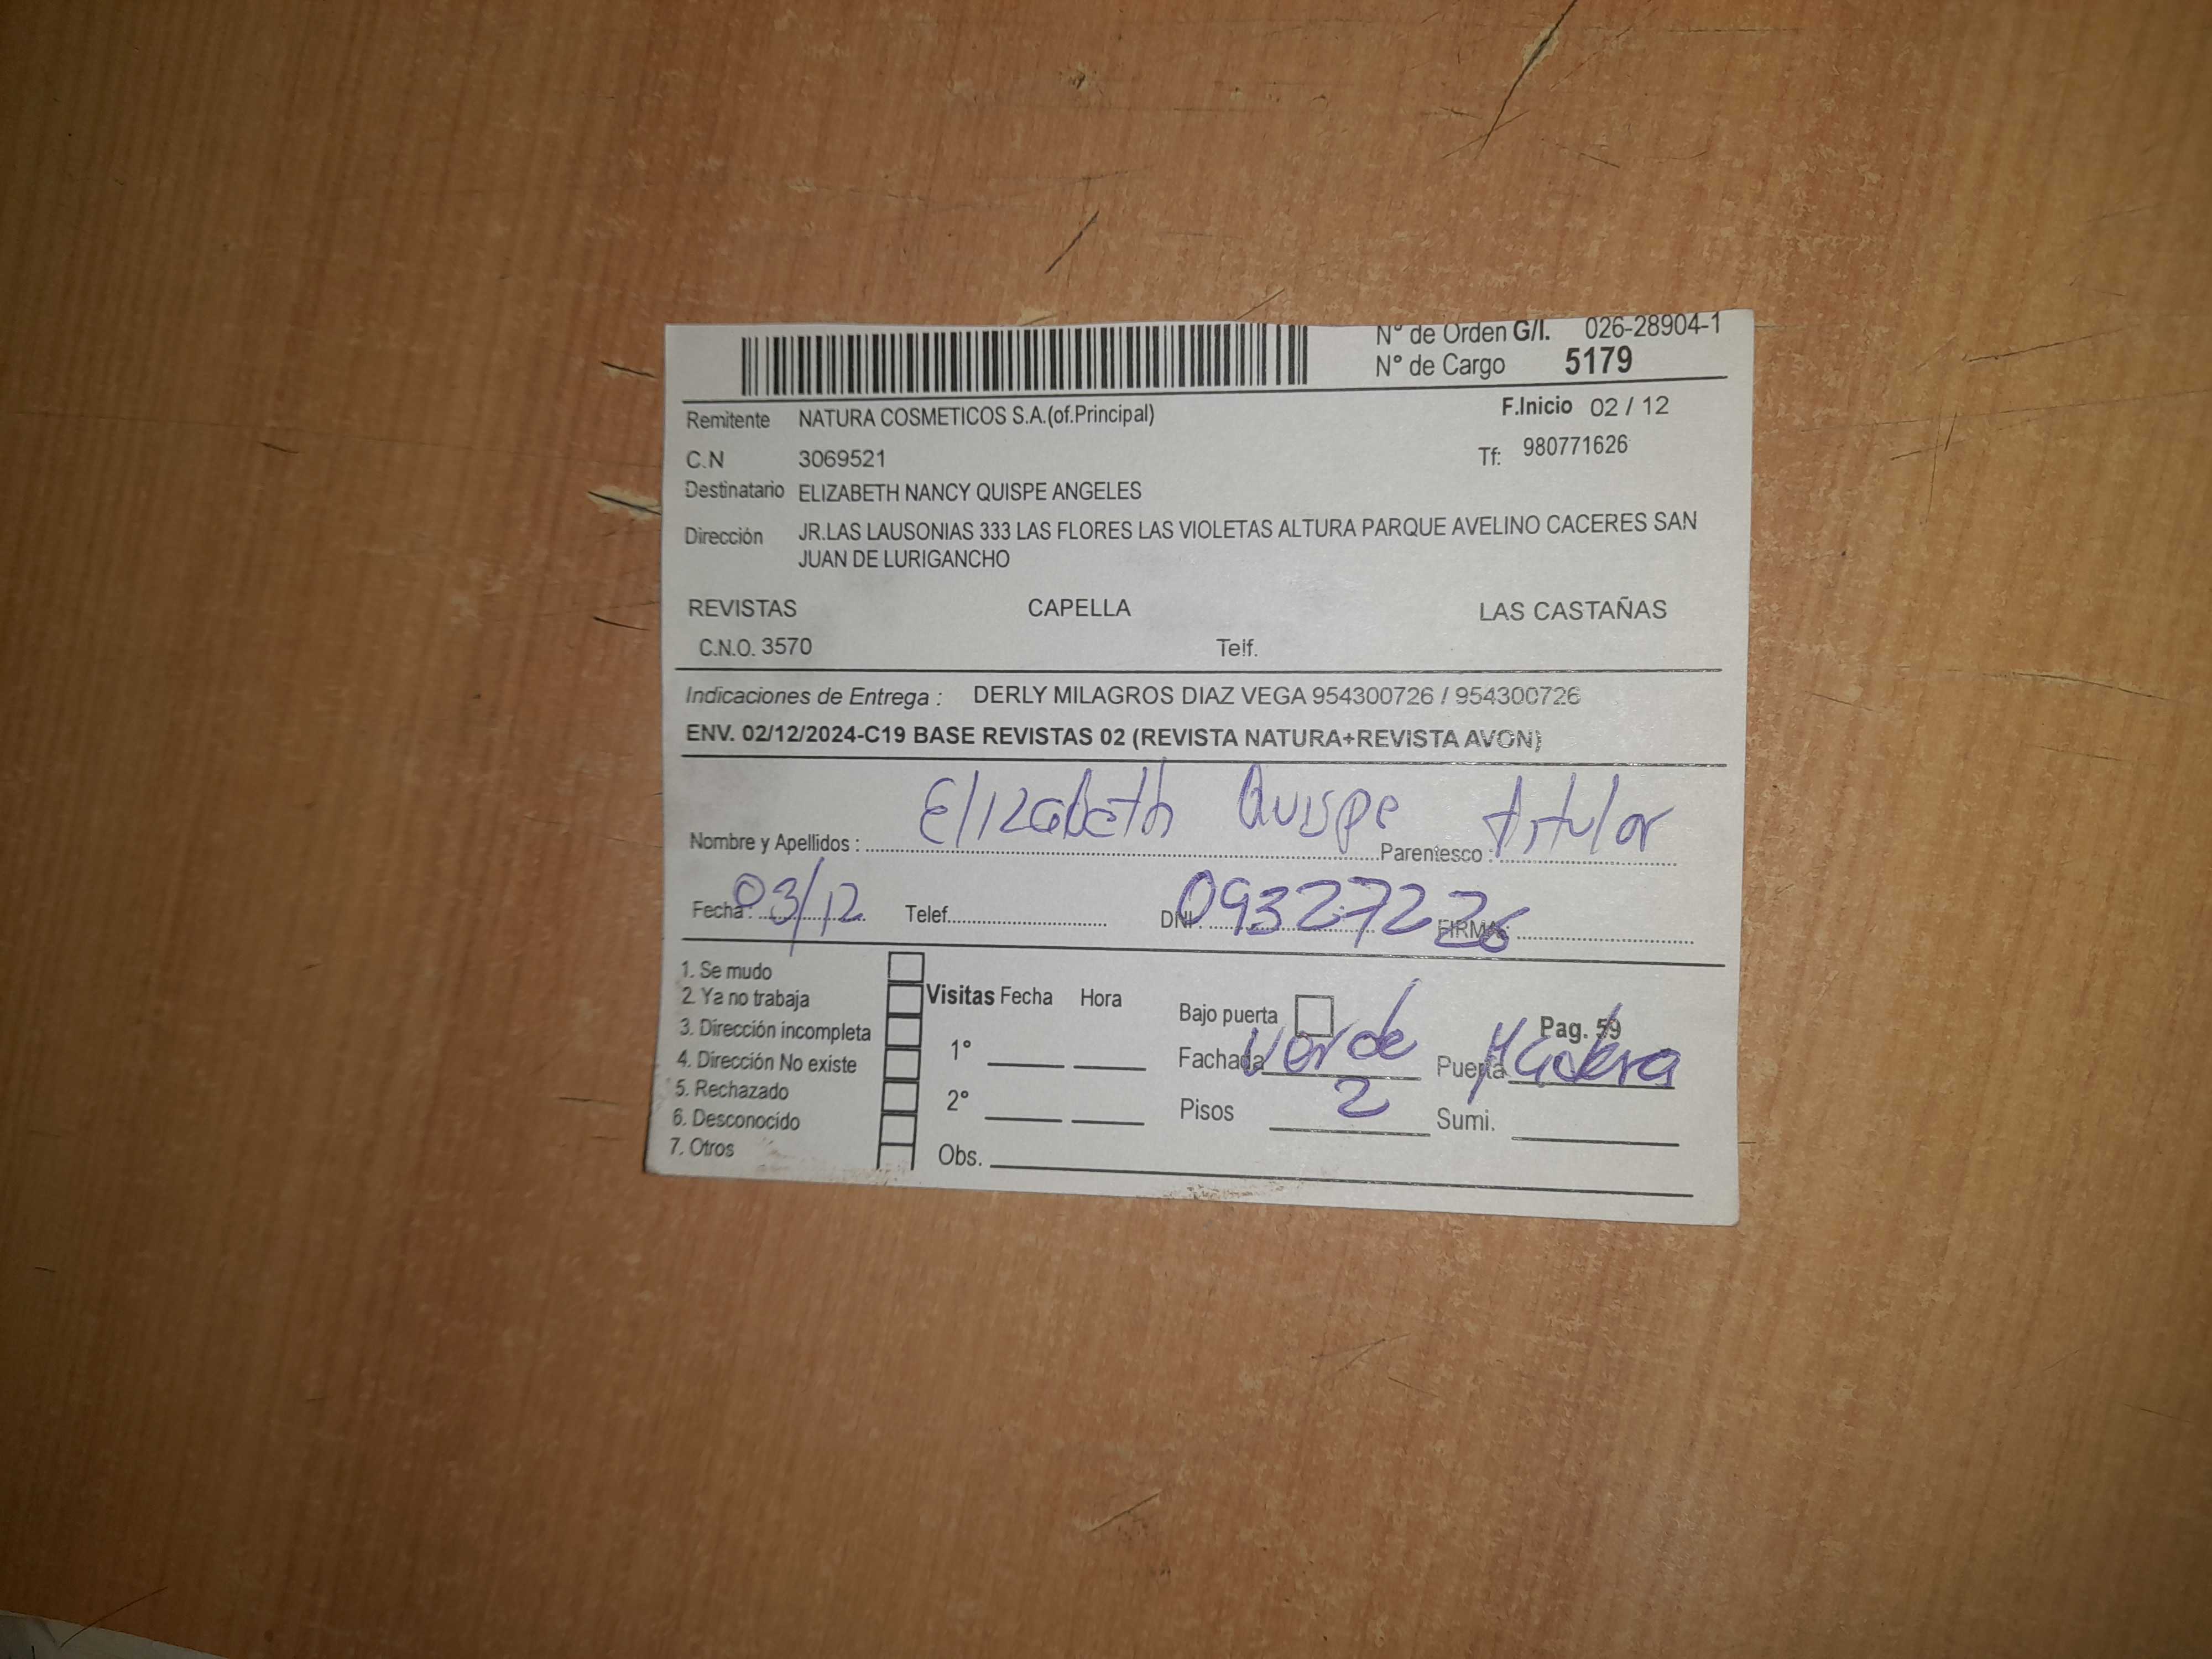 N° de Orden G/I. 026-28904-1
N° de Cargo 5179
Remitente NATURA COSMETICOS S.A.(of.Principal) F.Inicio 02 / 12
C.N 3069521 Tf: 980771626
Destinatario ELIZABETH NANCY QUISPE ANGELES
Dirección JR.LAS LAUSONIAS 333 LAS FLORES LAS VIOLETAS ALTURA PARQUE AVELINO CACERES SAN
JUAN DE LURIGANCHO
REVISTAS CAPELLA LAS CASTAÑAS
C.N.O. 3570 Telf.
Indicaciones de Entrega : DERLY MILAGROS DIAZ VEGA 954300726 / 954300726
ENV. 02/12/2024-C19 BASE REVISTAS 02 (REVISTA NATURA+REVISTA AVON)
Nombre y Apellidos : Elizabeth Quispe Parentesco : titular
Fecha : 03/12 Telef. DNI : 09327226 FIRMA:
1. Se mudo
2. Ya no trabaja Visitas Fecha Hora Bajo puerta
3. Dirección incompleta 1° Fachada Verde Puerta Madera Pag. 59
4. Dirección No existe
5. Rechazado 2° Pisos 2 Sumi.
6. Desconocido
7. Otros Obs.